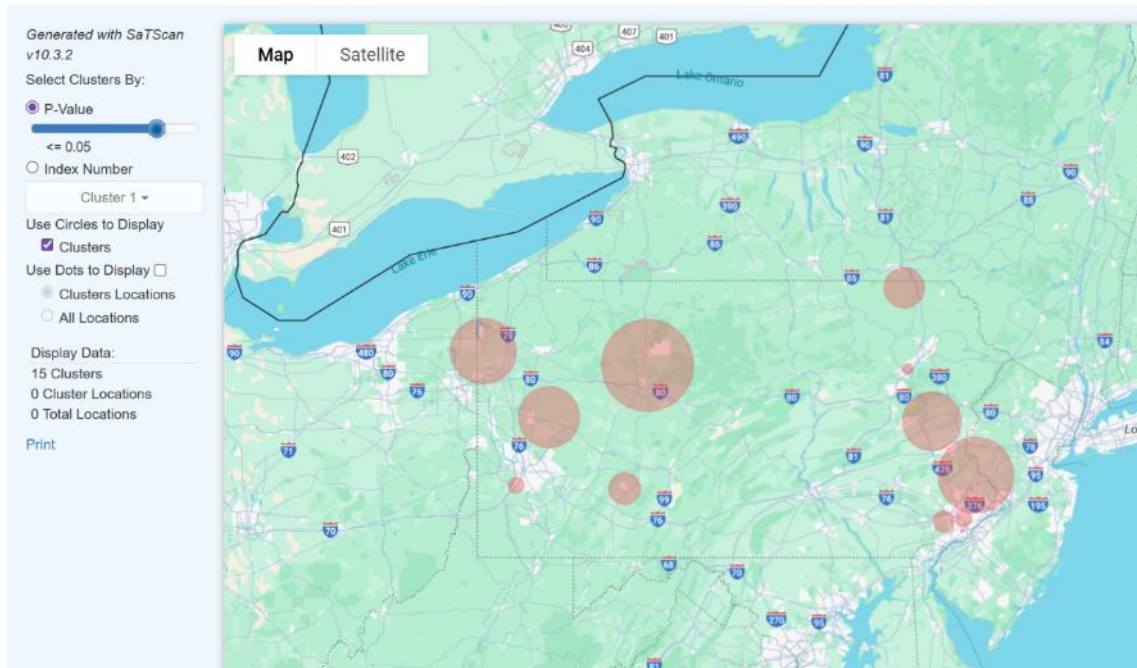 Generated with SaTScan
v10.3.2
Select Clusters By:
P-Value
<= 0.05
Index Number
Cluster 1
Use Circles to Display
Clusters
Use Dots to Display
Clusters Locations
All Locations
Display Data:
15 Clusters
0 Cluster Locations
0 Total Locations
Print
Map
Satellite
407
401
404
Lake Ontario
81
402
490
90
90
401
390
88
90
81
86
Lake Erie
86
86
90
79
90
480
84
80
80
76
380
80
80
80
80
71
76
78
81
476
95
99
76
276
195
76
70
68
70
270
95
81